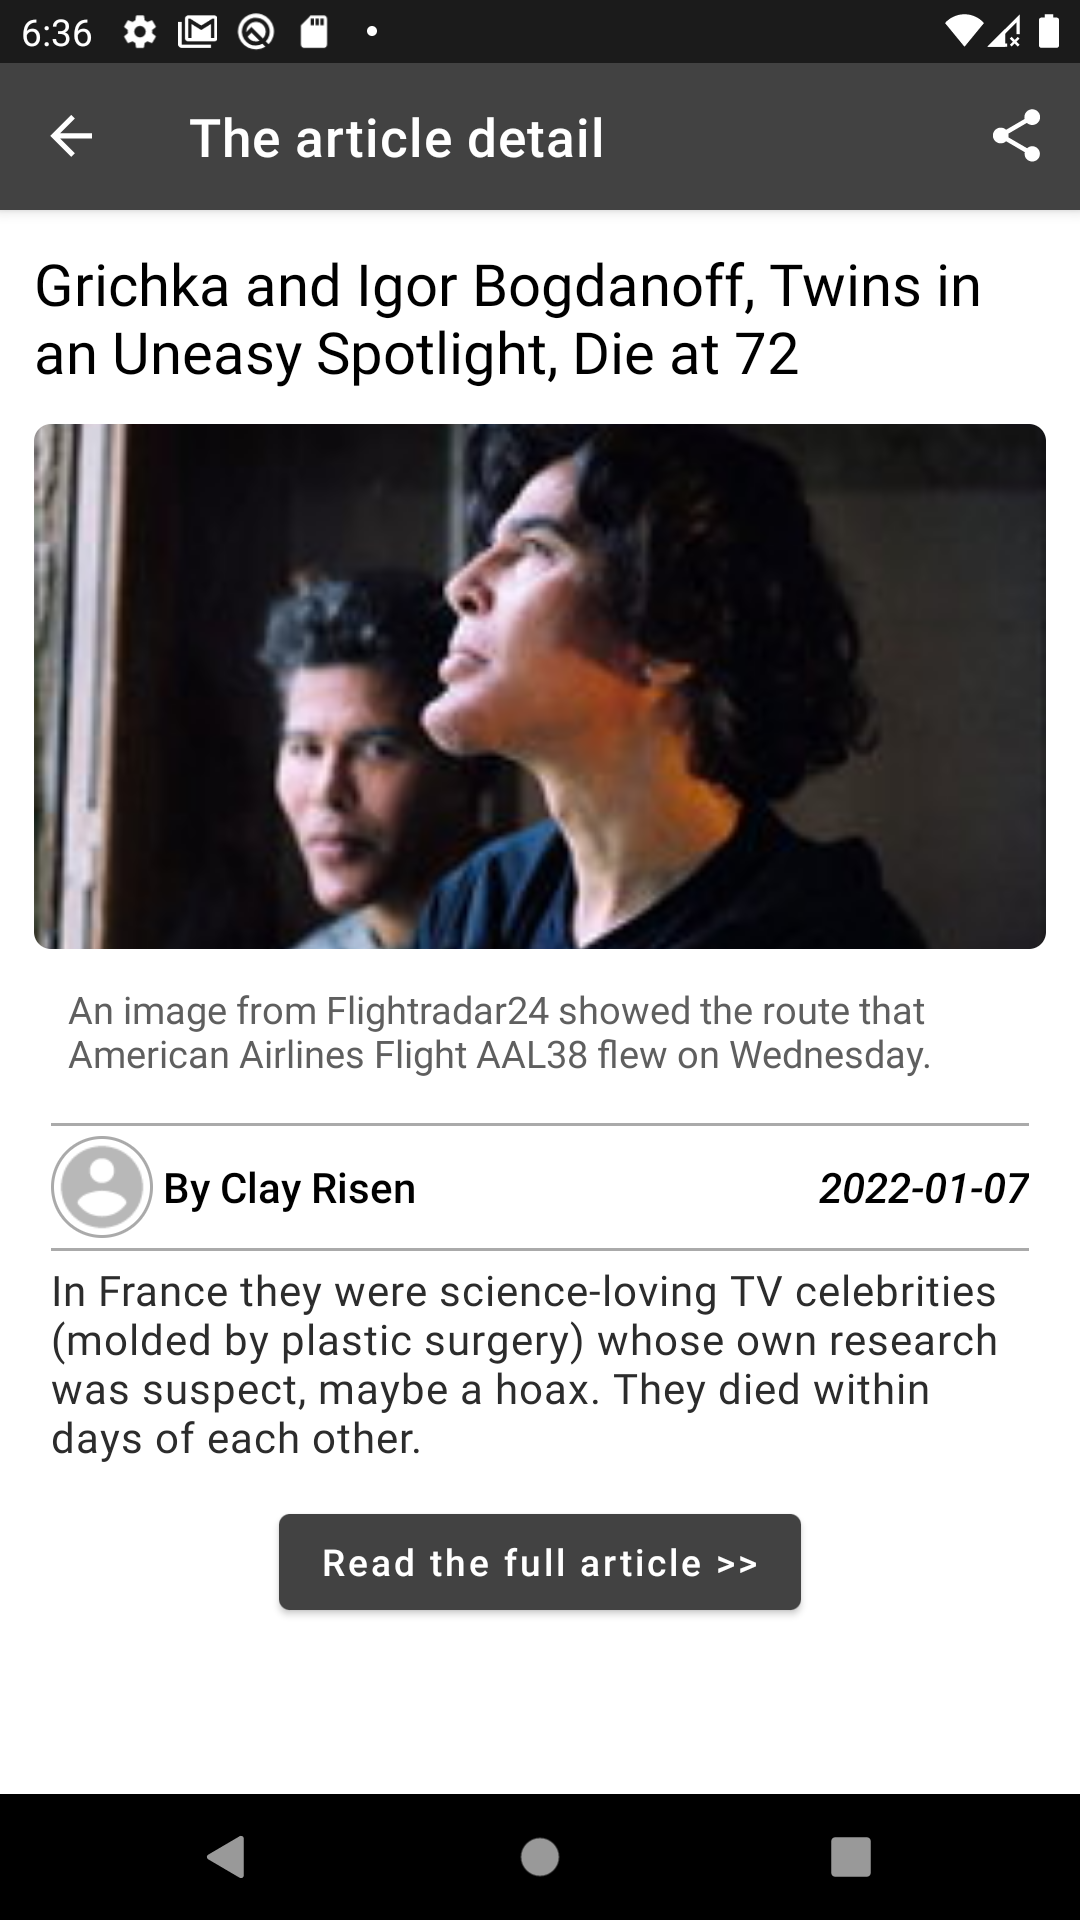 6:36
The article detail
Grichka and Igor Bogdanoff, Twins in
an Uneasy Spotlight, Die at 72
An image from Flightradar24 showed the route that
American Airlines Flight AAL38 flew on Wednesday.
By Clay Risen
2022-01-07
In France they were science-loving TV celebrities
(molded by plastic surgery) whose own research
was suspect, maybe a hoax. They died within
days of each other.
Read the full article >>